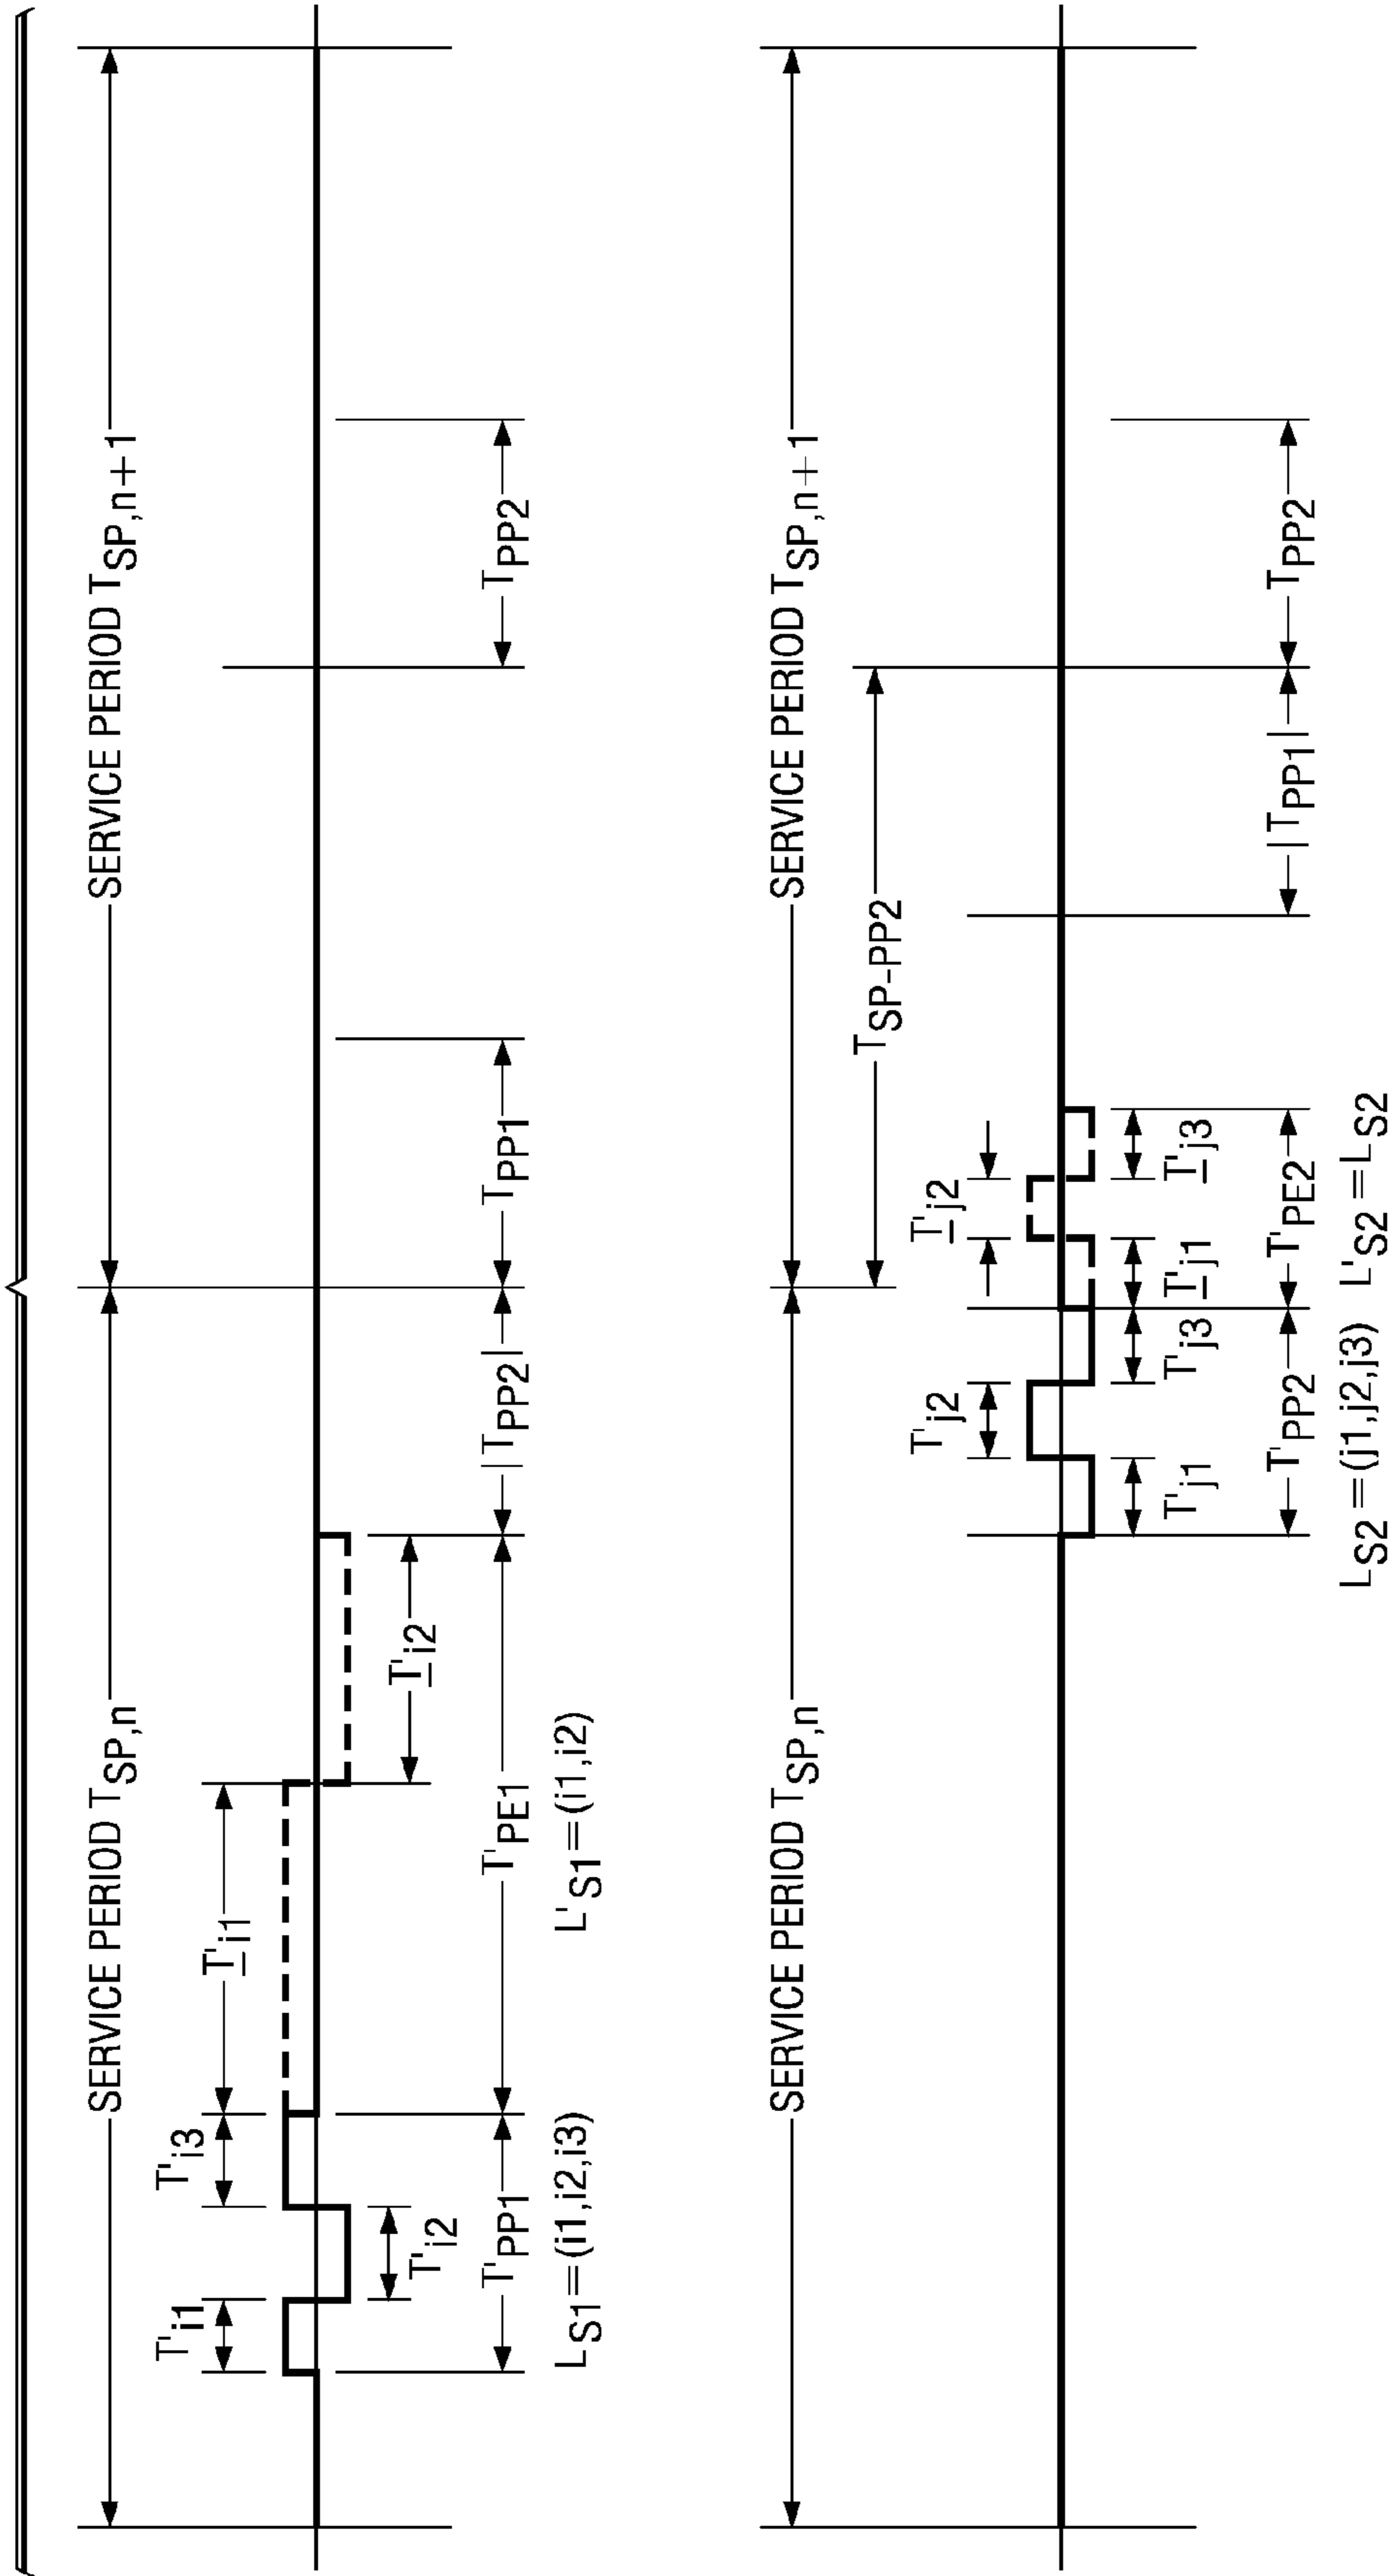 SERVICE PERIOD TSP,n
SERVICE PERIOD TSP,n+1
T'i1
T'i3
T'i1
T'i2
T'i2
T'PP1
T'PE1
|TPP2|
TPP1
TPP2
LS1=(i1,i2,i3)
L'S1=(i1,i2)
SERVICE PERIOD TSP,n
SERVICE PERIOD TSP,n+1
TSP-PP2
T'j2
T'j2
T'j1
T'j3
T'j1
T'j3
T'PP2
T'PE2
|TPP1|
TPP2
LS2=(j1,j2,j3)
L'S2=LS2